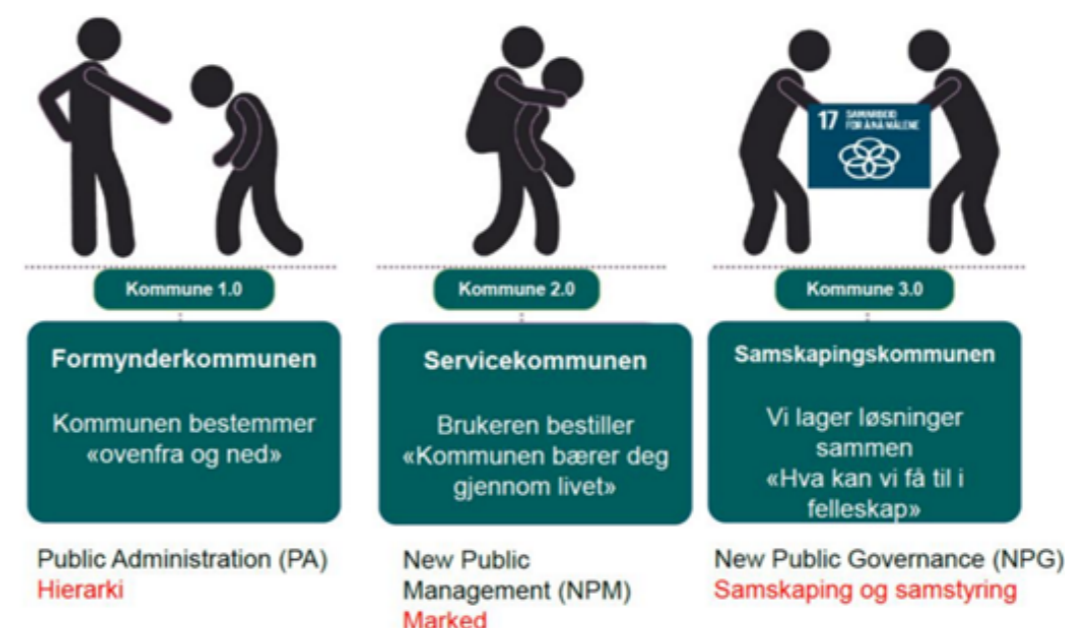 17 SAMARBEID
FOR Å NÅ MÅLENE
Kommune 1.0
Formynderkommunen
Kommunen bestemmer
«ovenfra og ned»
Public Administration (PA)
Hierarki
Kommune 2.0
Servicekommunen
Brukeren bestiller
«Kommunen bærer deg
gjennom livet»
New Public
Management (NPM)
Marked
Kommune 3.0
Samskapingskommunen
Vi lager løsninger
sammen
«Hva kan vi få til i
felleskap»
New Public Governance (NPG)
Samskaping og samstyring